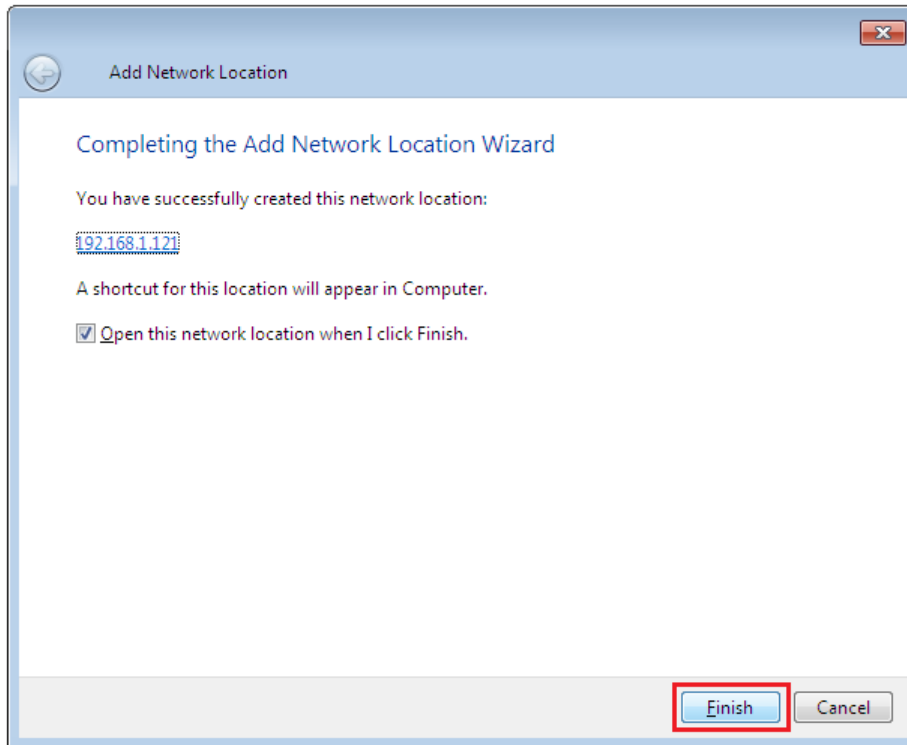 Add Network Location
Completing the Add Network Location Wizard
You have successfully created this network location:
192.168.1.121
A shortcut for this location will appear in Computer.
Open this network location when I click Finish.
Finish
Cancel